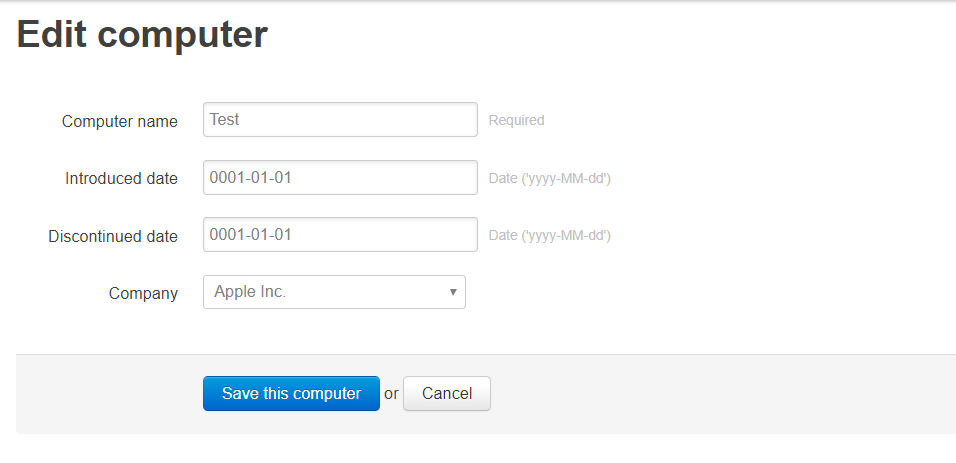 Edit computer
Computer name Test Required
Introduced date 0001-01-01 Date ('yyyy-MM-dd')
Discontinued date 0001-01-01 Date ('yyyy-MM-dd')
Company Apple Inc.
Save this computer or Cancel